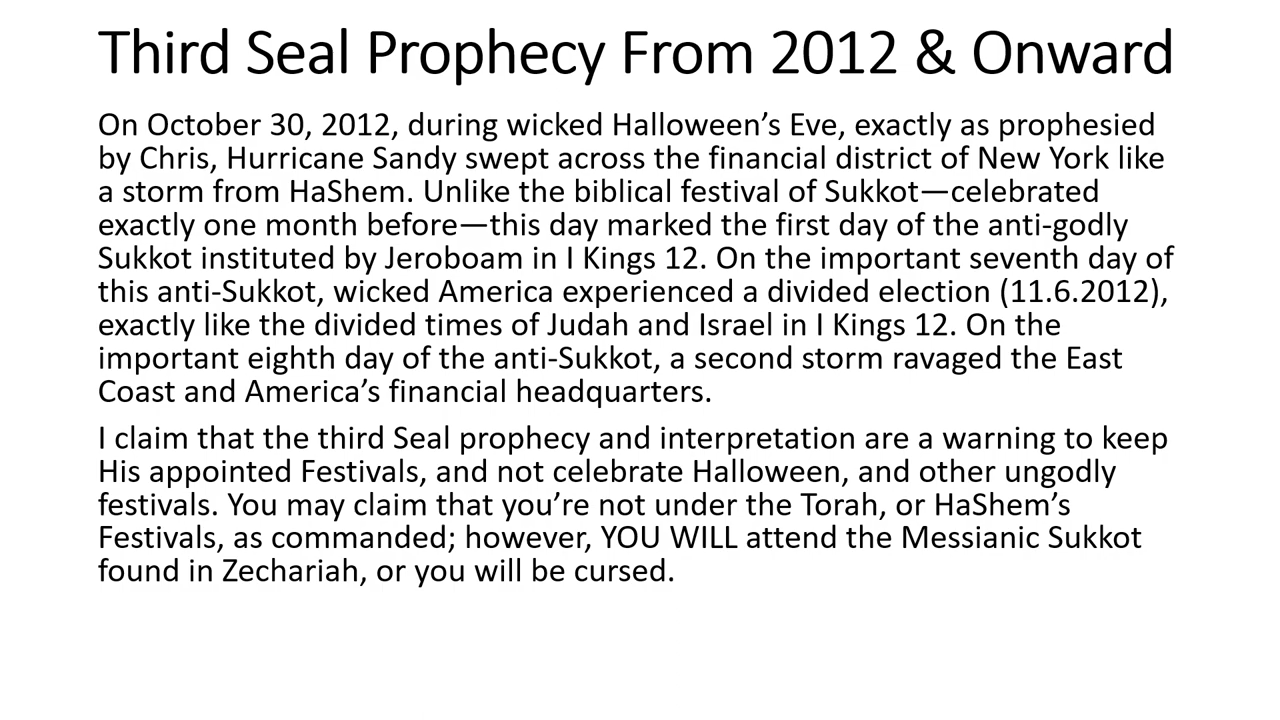 Third Seal Prophecy From 2012 & Onward
On October 30, 2012, during wicked Halloween’s Eve, exactly as prophesied
by Chris, Hurricane Sandy swept across the financial district of New York like
a storm from HaShem. Unlike the biblical festival of Sukkot—celebrated
exactly one month before—this day marked the first day of the anti-godly
Sukkot instituted by Jeroboam in I Kings 12. On the important seventh day of
this anti-Sukkot, wicked America experienced a divided election (11.6.2012),
exactly like the divided times of Judah and Israel in I Kings 12. On the
important eighth day of the anti-Sukkot, a second storm ravaged the East
Coast and America’s financial headquarters.
I claim that the third Seal prophecy and interpretation are a warning to keep
His appointed Festivals, and not celebrate Halloween, and other ungodly
festivals. You may claim that you’re not under the Torah, or HaShem’s
Festivals, as commanded; however, YOU WILL attend the Messianic Sukkot
found in Zechariah, or you will be cursed.